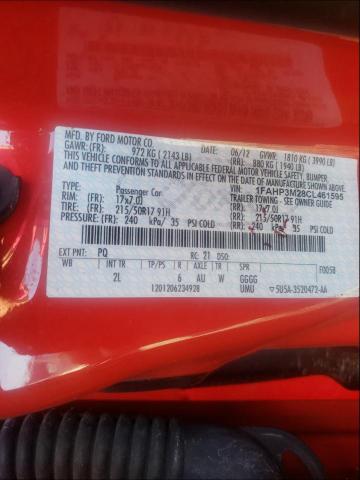 MFD. BY FORD MOTOR CO.
06/12 GVWR: 1810 KG ( 3990 LB)
GAWR: (FR): 972 KG ( 2143 LB) (RR): 880 KG (1940 LB)
THIS VEHICLE CONFORMS TO ALL APPLICABLE FEDERAL MOTOR VEHICLE SAFETY, BUMPER,
AND THEFT PREVENTION STANDARDS IN EFFECT ON THE DATE OF MANUFACTURE SHOWN ABOVE.
VIN: 1FAHP3M28CL461595
TYPE: Passenger Car TRAILER TOWING - SEE OWNERS GUIDE
RIMS: (FR): 17x7.0J (RR): 17x7.0J
TIRES: (FR): 215/50R17 91H (RR): 215/50R17 91H
PRESSURE: (FR): 240 kPa/ 35 PSI COLD (RR): 240 kPa/ 35 PSI COLD
EXT PNT: PQ RC: 21 DSO: F0058
WB INT TR TP/PS R AXLE TR SPR
2L 6 AU W GGGG
1201206234928 UMU ▽5U5A-3520472-AA